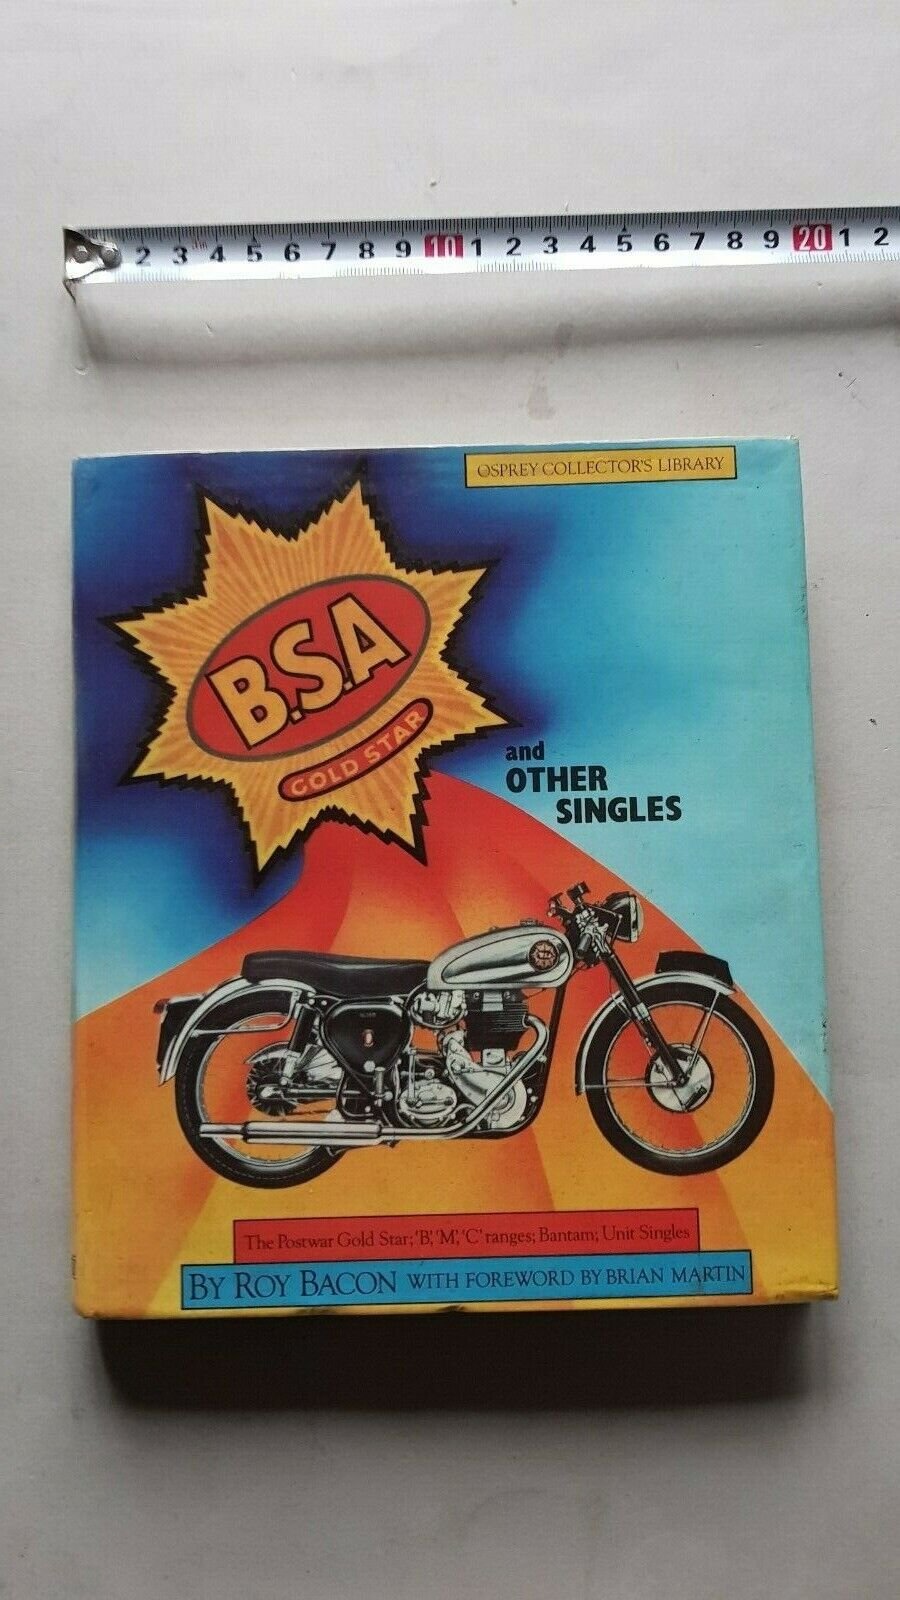 2 3 4 5 6 7 8 9 10 1 2 3 4 5 6 7 8 9 20 1 2
OSPREY COLLECTOR'S LIBRARY
B.S.A
GOLD STAR
and
OTHER
SINGLES
The Postwar Gold Star; 'B', 'M', 'C' ranges; Bantam; Unit Singles
BY ROY BACON WITH FOREWORD BY BRIAN MARTIN